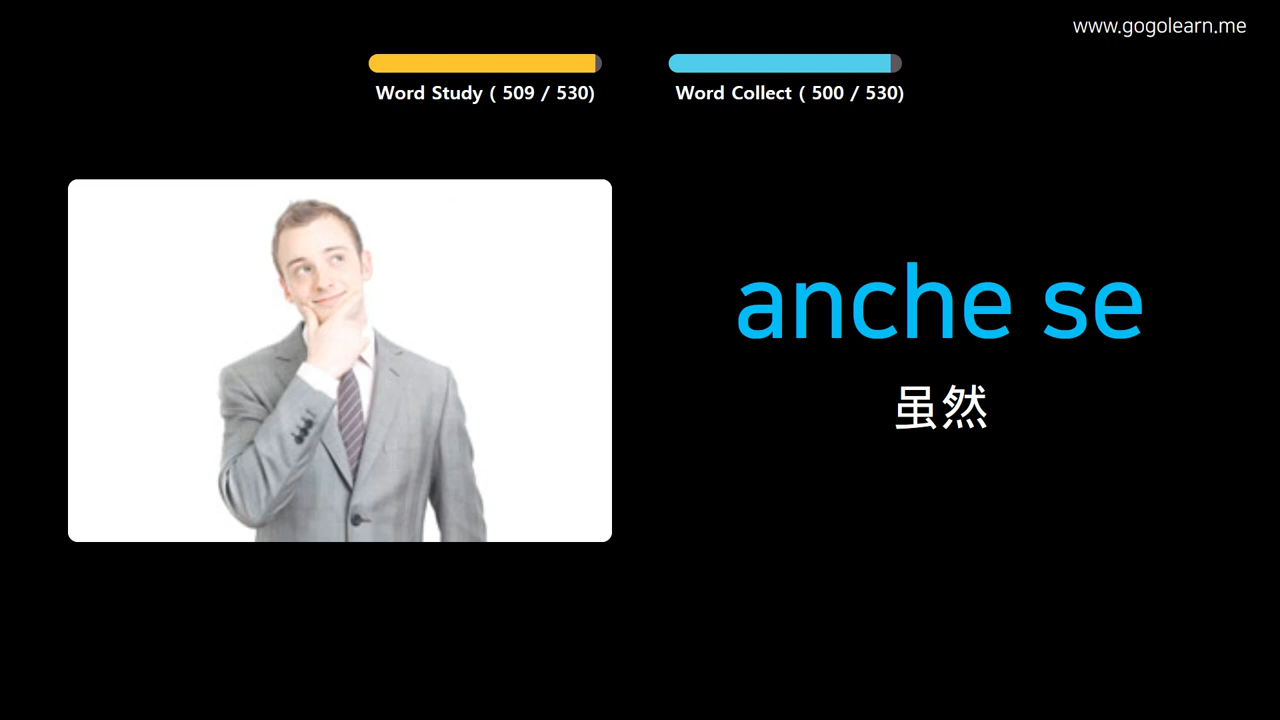 www.gogolearn.me
Word Study ( 509 / 530)
Word Collect ( 500 / 530)
anche se
虽然